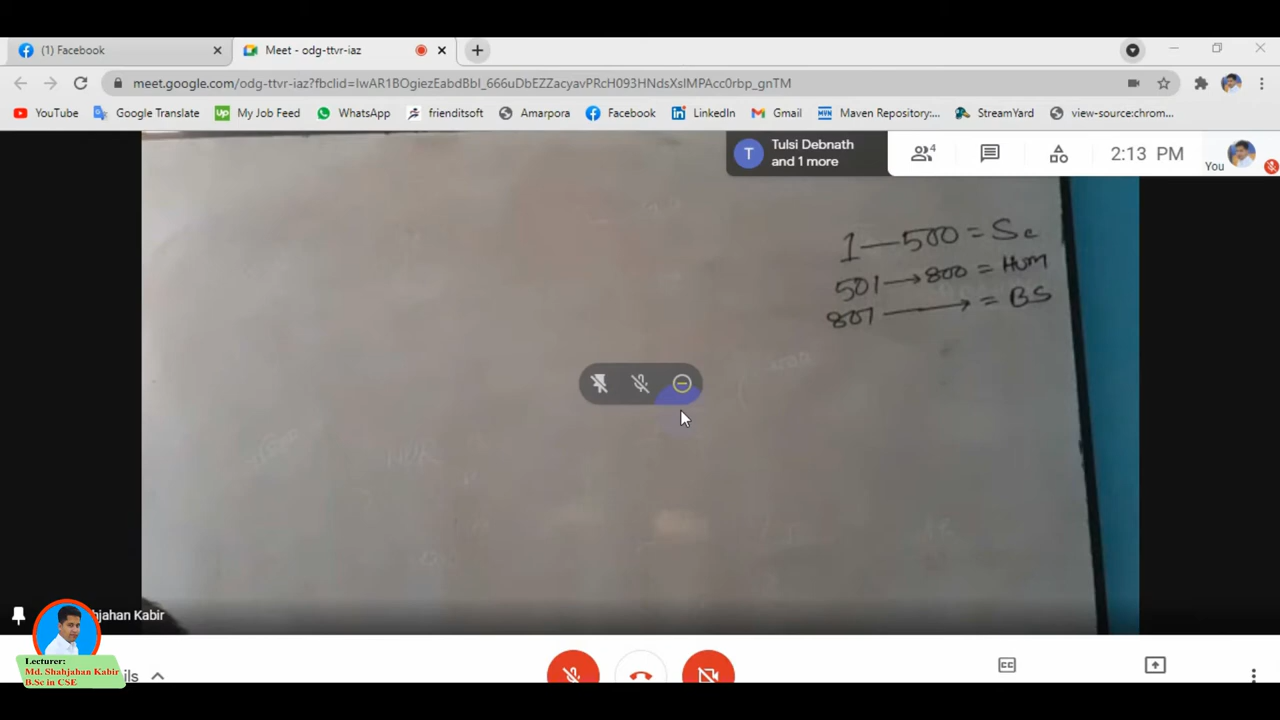 (1) Facebook
Meet - odg-ttvr-iaz
meet.google.com/odg-ttvr-iaz?fbclid=IwAR1BOgiezEabdBbI_666uDbEZZacyavPRcH093HNdsXsIMPAcc0rbp_gnTM
YouTube Google Translate My Job Feed WhatsApp frienditsoft Amarpora Facebook LinkedIn Gmail Maven Repository:... StreamYard view-source:chrom...
T Tulsi Debnath
and 1 more
4
2:13 PM
You
1—500 = Sc
501→800 = HUM
801→ = BS
hjahan Kabir
Lecturer:
Md. Shahjahan Kabir
B.Sc in CSE
ils